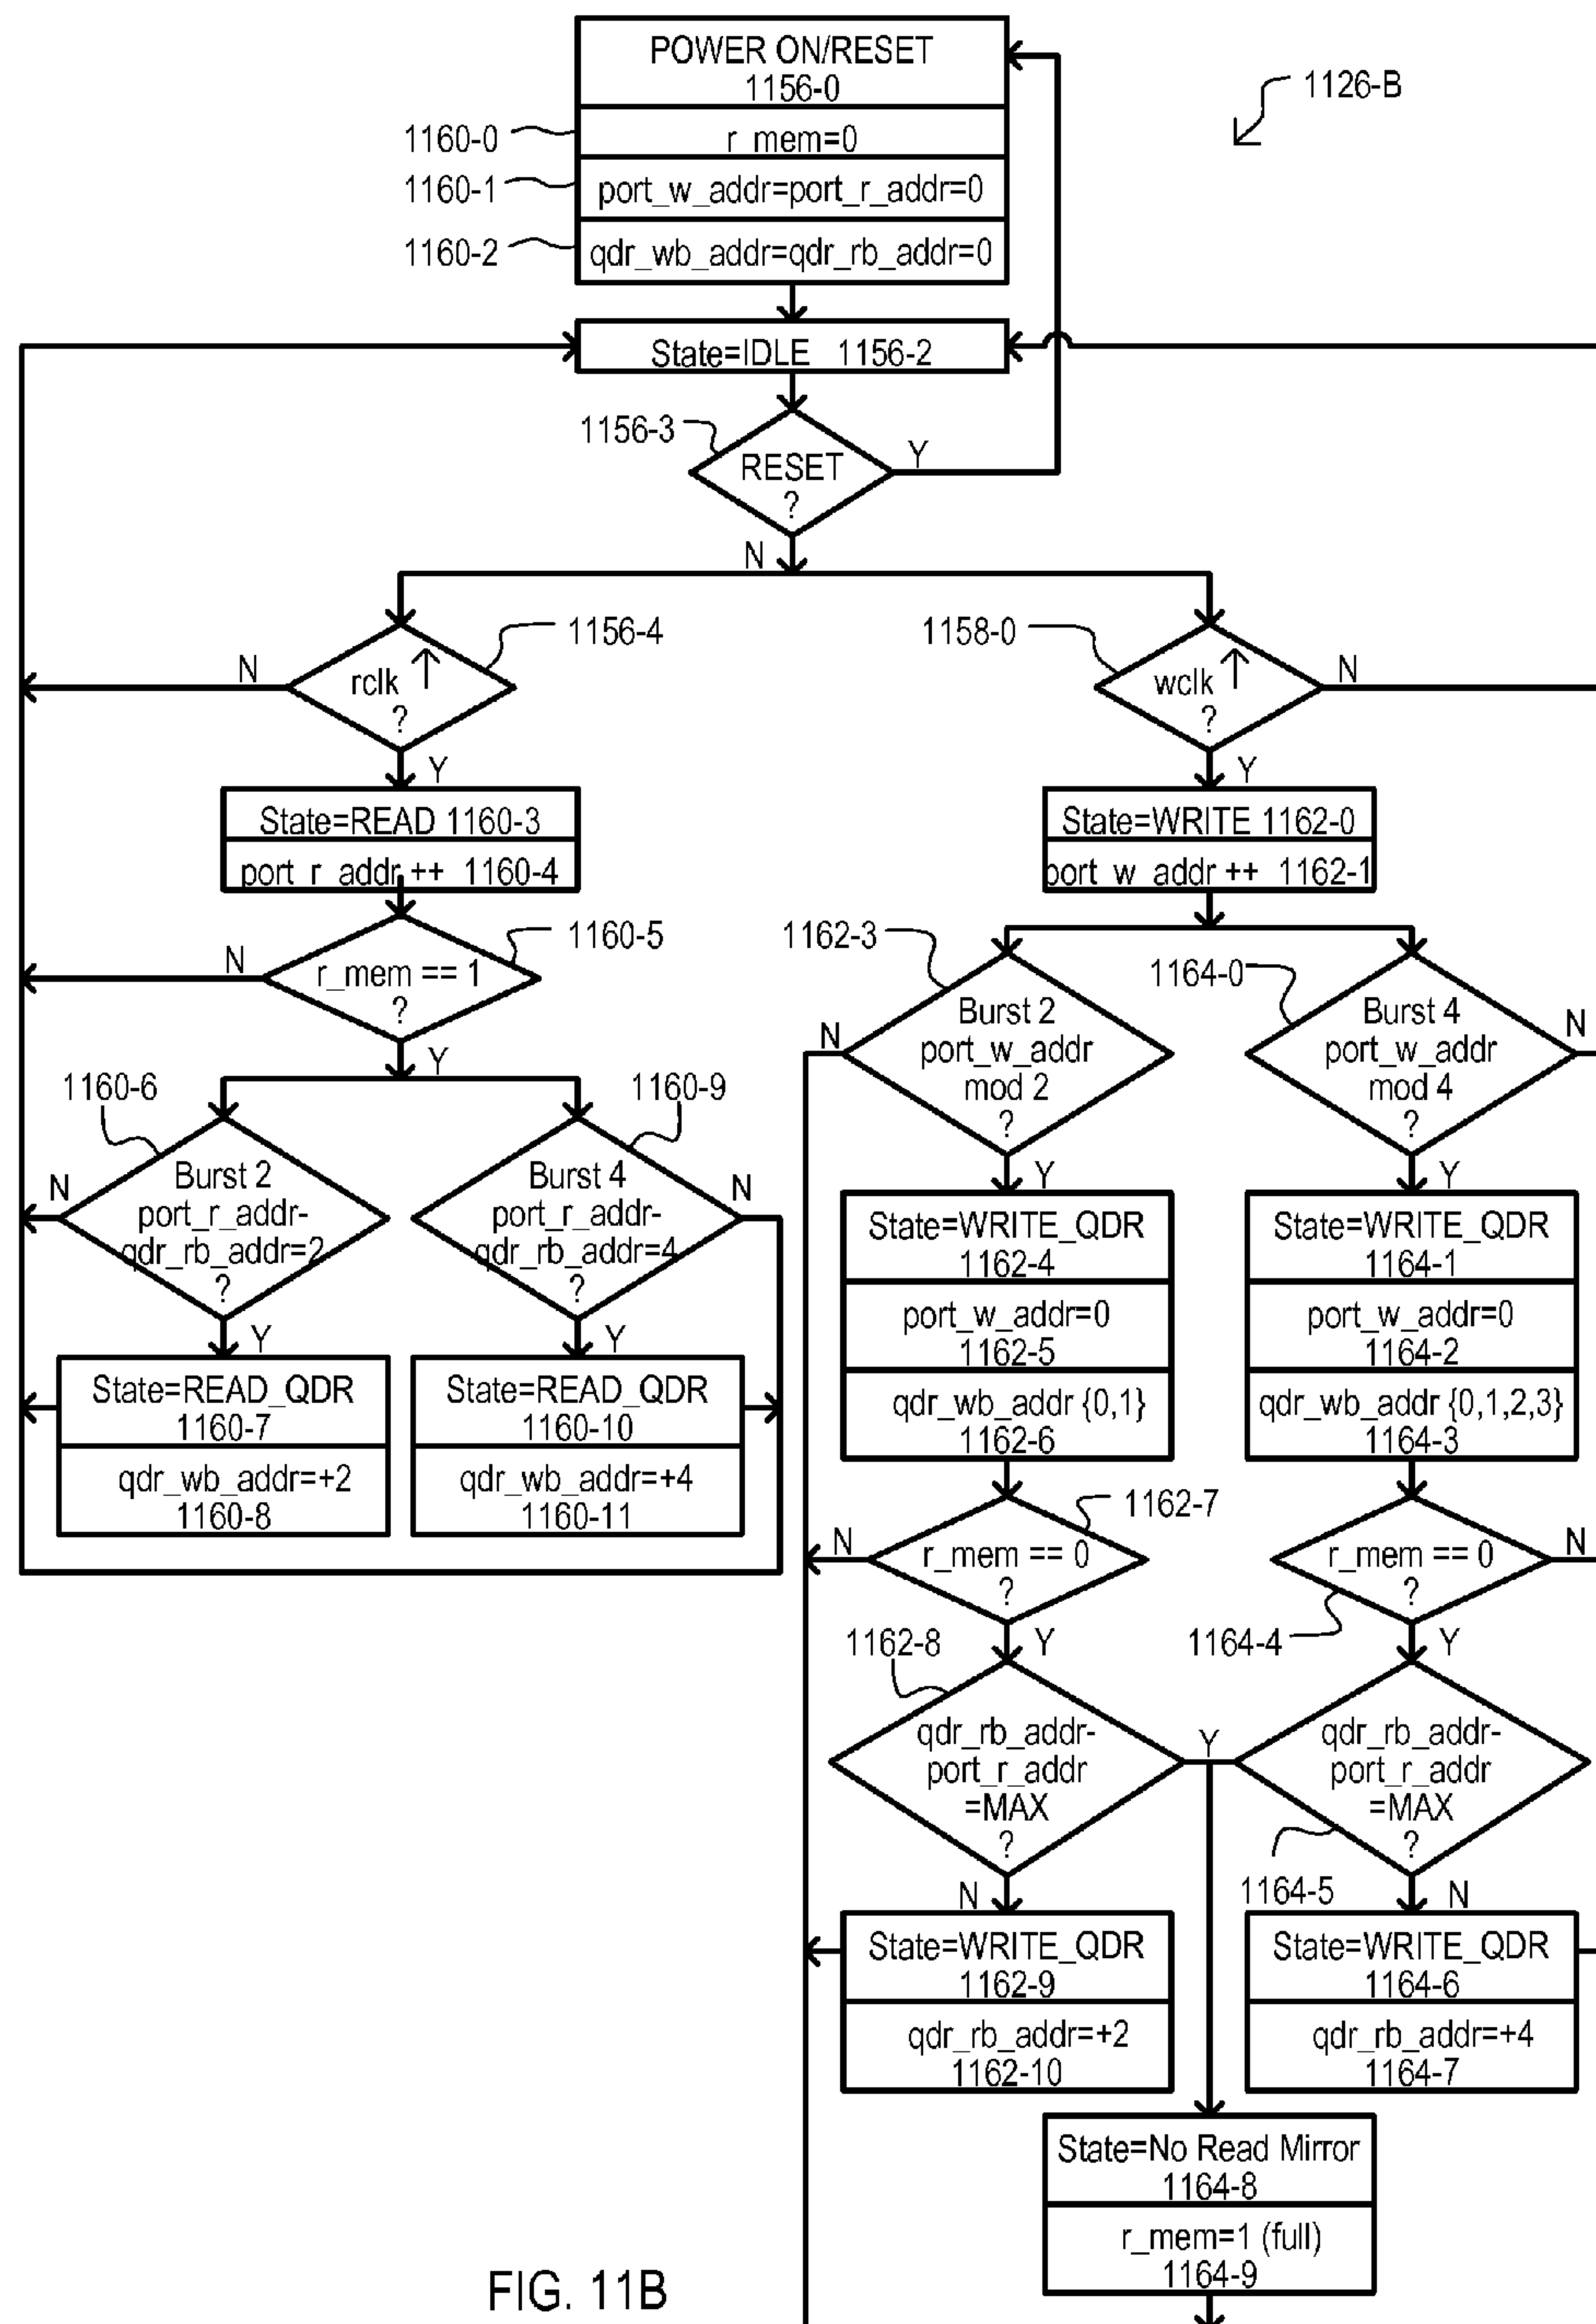 POWER ON/RESET
1156-0
1126-B
1160-0
r_mem=0
1160-1
port_w_addr=port_r_addr=0
1160-2
qdr_wb_addr=qdr_rb_addr=0
State=IDLE 1156-2
1156-3
RESET
?
Y
N
1156-4
1158-0
N
rclk ↑
?
wclk ↑
?
N
Y
Y
State=READ 1160-3
port_r_addr ++ 1160-4
State=WRITE 1162-0
port_w_addr ++ 1162-1
1160-5
N
r_mem == 1
?
Y
1162-3
1164-0
N
Burst 2
port_w_addr
mod 2
?
Y
Burst 4
port_w_addr
mod 4
?
N
Y
1160-6
1160-9
N
Burst 2
port_r_addr-
qdr_rb_addr=2
?
Y
Burst 4
port_r_addr-
qdr_rb_addr=4
?
N
Y
State=READ_QDR
1160-7
qdr_wb_addr=+2
1160-8
State=READ_QDR
1160-10
qdr_wb_addr=+4
1160-11
State=WRITE_QDR
1162-4
port_w_addr=0
1162-5
qdr_wb_addr {0,1}
1162-6
State=WRITE_QDR
1164-1
port_w_addr=0
1164-2
qdr_wb_addr {0,1,2,3}
1164-3
1162-7
N
r_mem == 0
?
Y
r_mem == 0
?
N
1164-4
Y
1162-8
qdr_rb_addr-
port_r_addr
=MAX
?
Y
qdr_rb_addr-
port_r_addr
=MAX
?
1164-5
N
N
State=WRITE_QDR
1162-9
qdr_rb_addr=+2
1162-10
State=WRITE_QDR
1164-6
qdr_rb_addr=+4
1164-7
State=No Read Mirror
1164-8
r_mem=1 (full)
1164-9
FIG. 11B